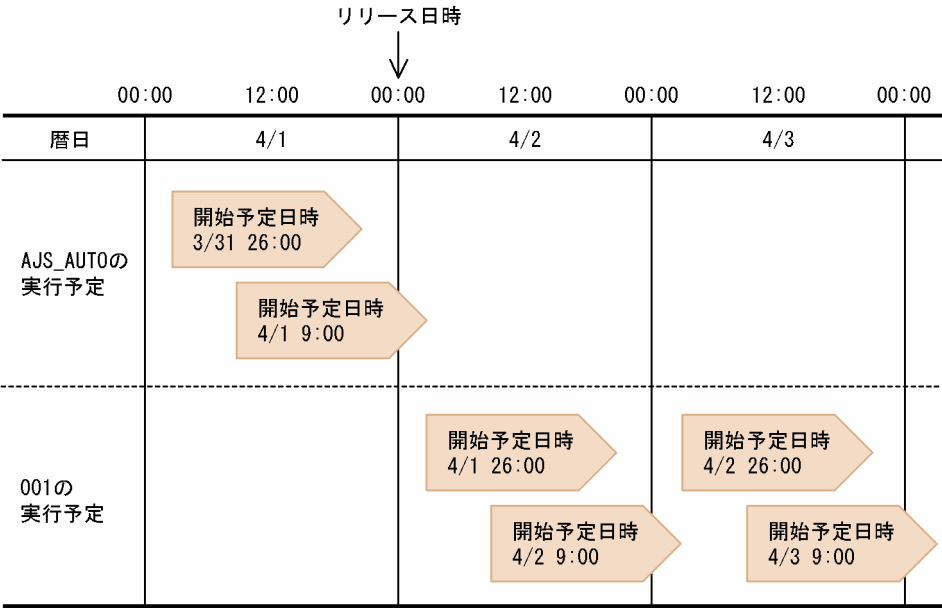 リリース日時
00:00 12:00 00:00 12:00 00:00 12:00 00:00
暦日 4/1 4/2 4/3
AJS_AUTOの
実行予定
開始予定日時
3/31 26:00
開始予定日時
4/1 9:00
001の
実行予定
開始予定日時
4/1 26:00
開始予定日時
4/2 9:00
開始予定日時
4/2 26:00
開始予定日時
4/3 9:00